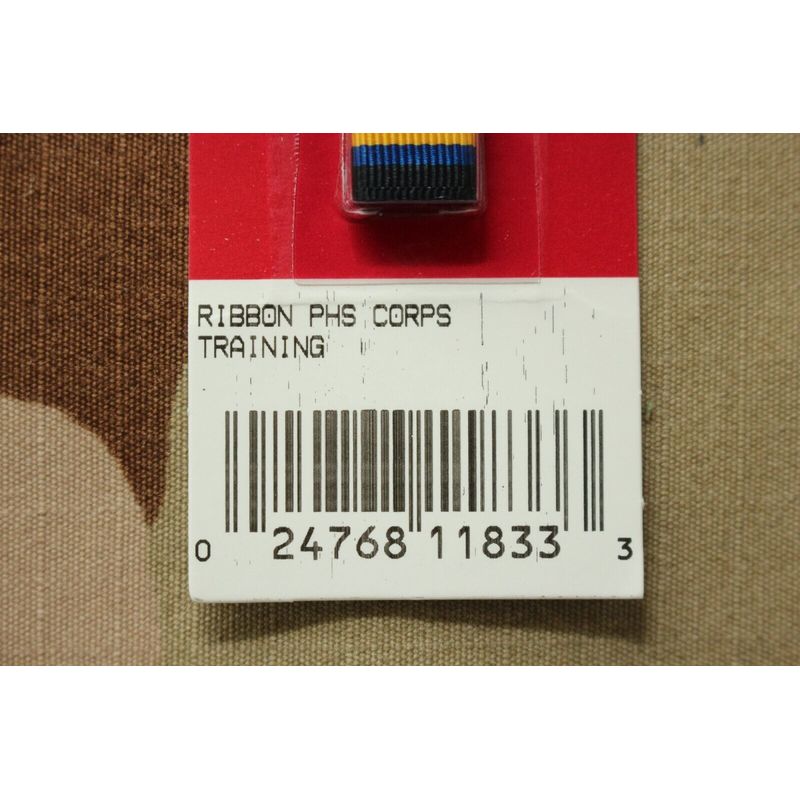 RIBBON PHS CORPS
TRAINING
0 24768 11833 3